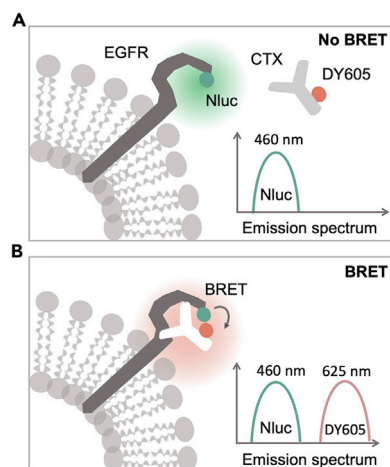 A
No BRET
EGFR
CTX
DY605
Nluc
460 nm
Nluc
Emission spectrum
B
BRET
BRET
460 nm 625 nm
Nluc DY605
Emission spectrum